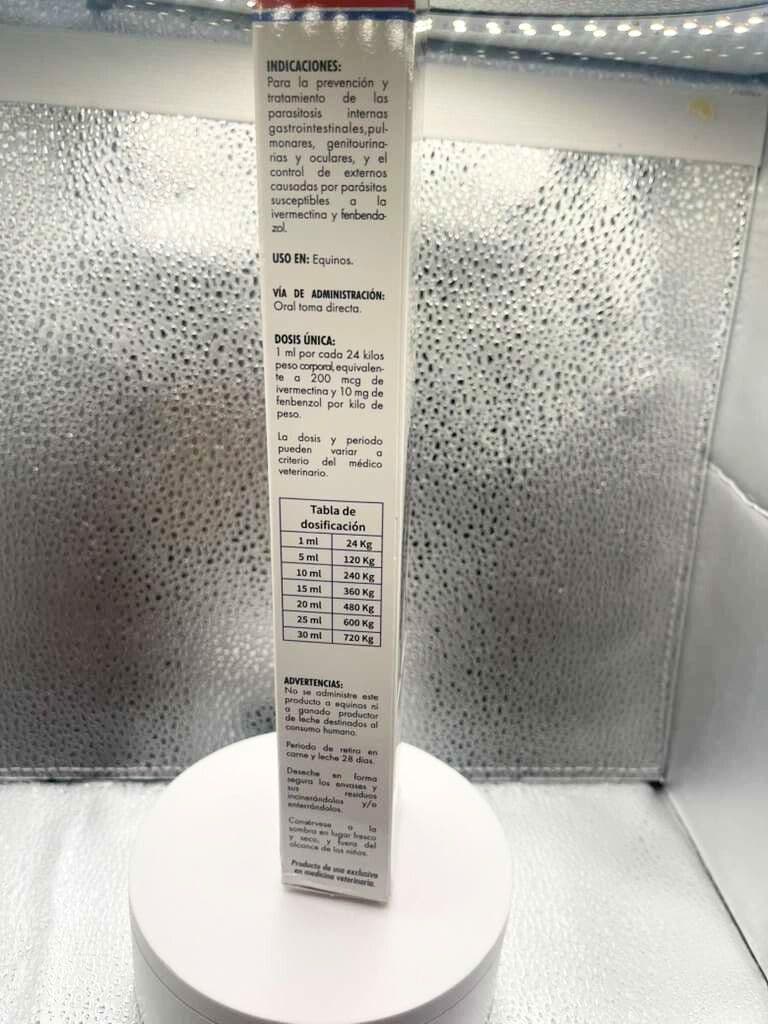 INDICACIONES:
Para la prevención y
tratamiento de las
parasitosis internas
gastrointestinales,pul-
monares, genitourina-
rias y oculares, y el
control de externos
causadas por parásitos
susceptibles a la
ivermectina y fenbenda-
zol.
USO EN: Equinos.
VÍA DE ADMINISTRACIÓN:
Oral toma directa.
DOSIS ÚNICA:
1 ml por cada 24 kilos
peso corporal, equivalen-
te a 200 mcg de
ivermectina y 10 mg de
fenbenzol por kilo de
peso.
La dosis y periodo
pueden variar a
criterio del médico
veterinario.
Tabla de
dosificación
1 ml 24 Kg
5 ml 120 Kg
10 ml 240 Kg
15 ml 360 Kg
20 ml 480 Kg
25 ml 600 Kg
30 ml 720 Kg
ADVERTENCIAS:
No se administre este
producto a equinos ni
a ganado productor
de leche destinados al
consumo humano.
Periodo de retiro en
carne y leche 28 días.
Deseche en forma
segura los envases y
sus residuos
incinerándolos y/o
enterrándolos.
Consérvese a la
sombra en lugar fresco
y seco, y fuera del
alcance de los niños.
Producto de uso exclusivo
en medicina veterinaria.